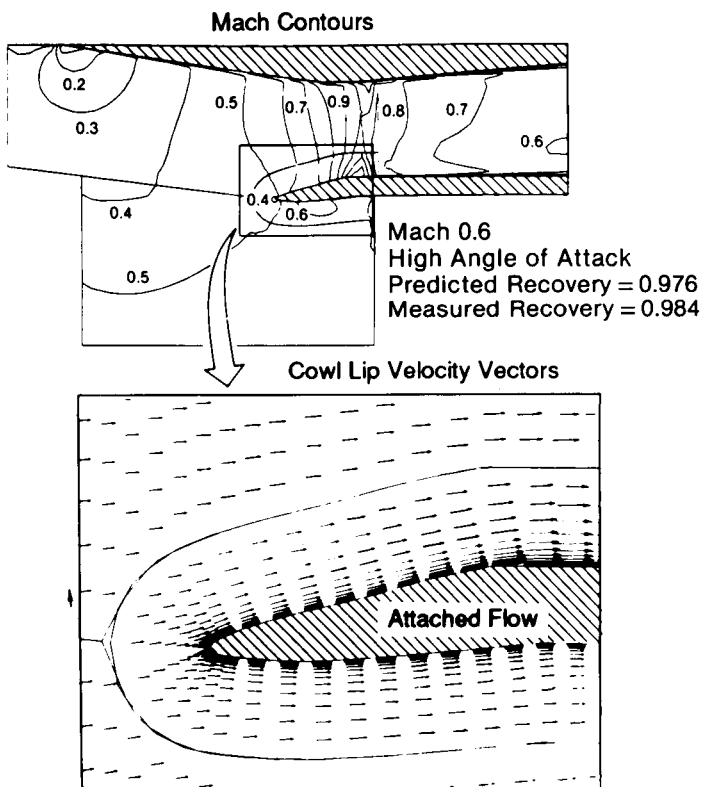 Mach Contours
0.2
0.3
0.5
0.7
0.9
0.8
0.7
0.6
0.4
0.6
0.4
0.5
Mach 0.6
High Angle of Attack
Predicted Recovery = 0.976
Measured Recovery = 0.984
Cowl Lip Velocity Vectors
Attached Flow